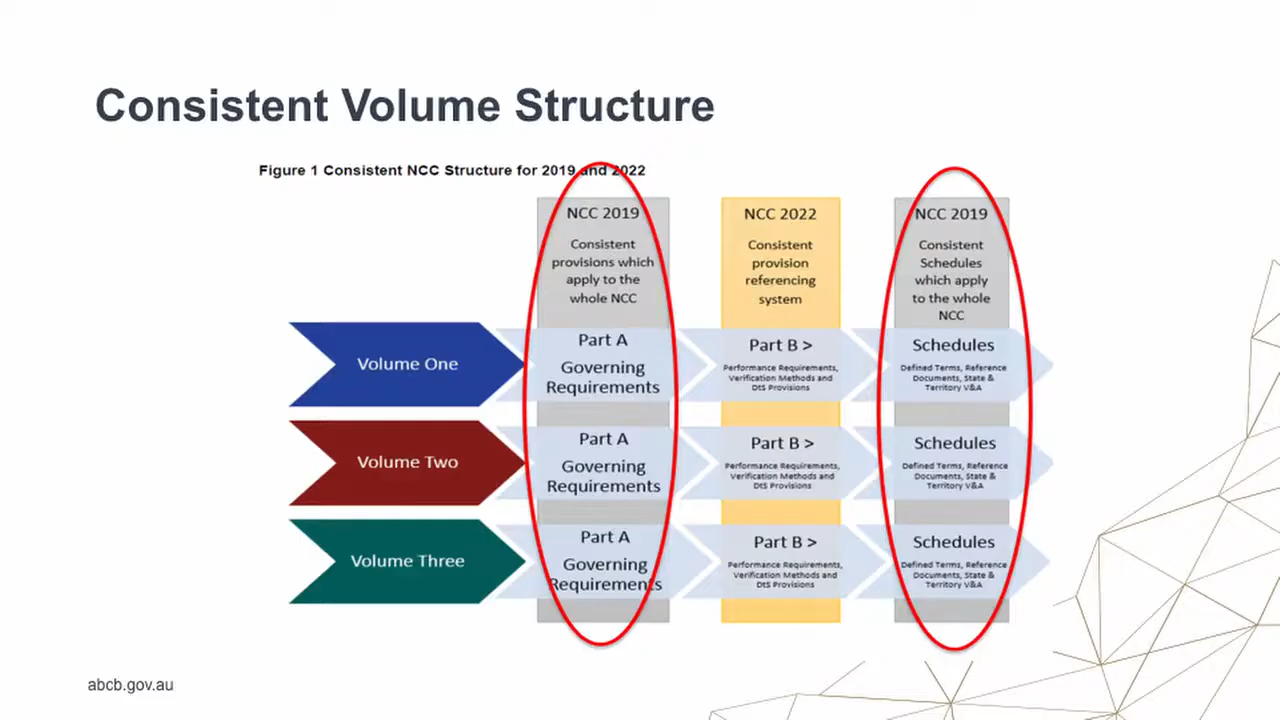 Consistent Volume Structure
Figure 1 Consistent NCC Structure for 2019 and 2022
NCC 2019
Consistent
provisions which
apply to the
whole NCC
NCC 2022
Consistent
provision
referencing
system
NCC 2019
Consistent
Schedules
which apply
to the whole
NCC
Volume One
Part A
Governing
Requirements
Part B >
Performance Requirements,
Verification Methods and
DtS Provisions
Schedules
Defined Terms, Reference
Documents, State &
Territory V&A
Volume Two
Part A
Governing
Requirements
Part B >
Performance Requirements,
Verification Methods and
DtS Provisions
Schedules
Defined Terms, Reference
Documents, State &
Territory V&A
Volume Three
Part A
Governing
Requirements
Part B >
Performance Requirements,
Verification Methods and
DtS Provisions
Schedules
Defined Terms, Reference
Documents, State &
Territory V&A
abcb.gov.au